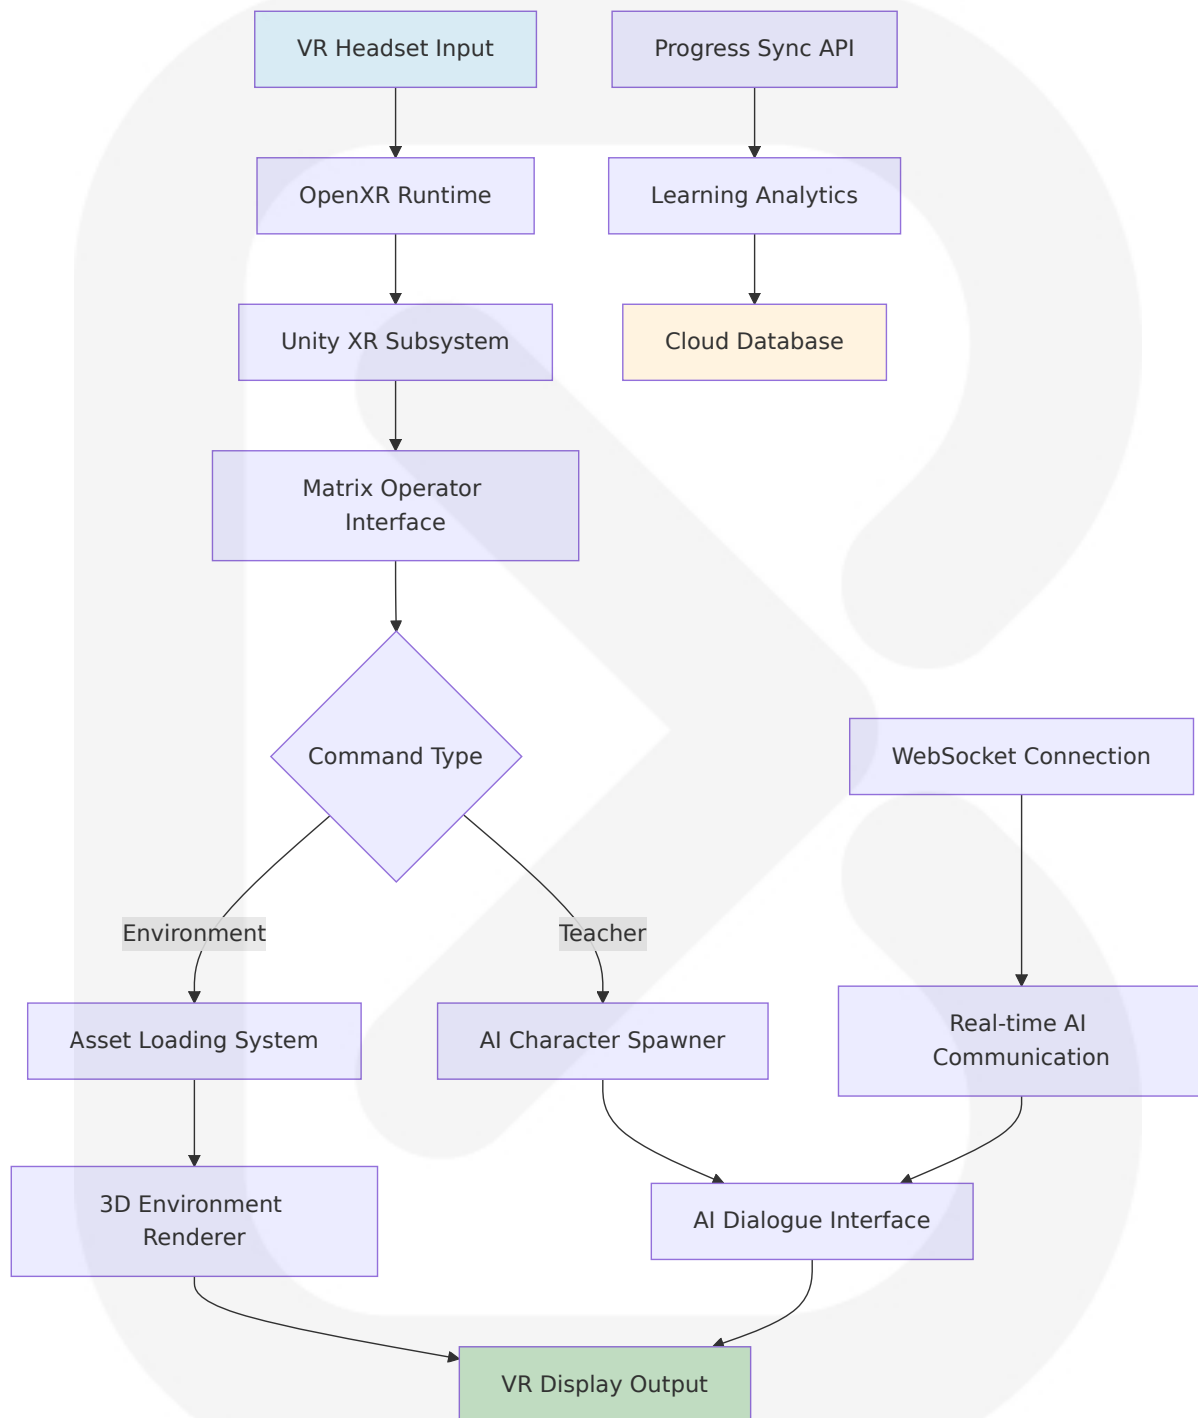 VR Headset Input
Progress Sync API
OpenXR Runtime
Learning Analytics
Unity XR Subsystem
Cloud Database
Matrix Operator
Interface
Command Type
WebSocket Connection
Environment
Teacher
Asset Loading System
AI Character Spawner
Real-time AI
Communication
3D Environment
Renderer
AI Dialogue Interface
VR Display Output